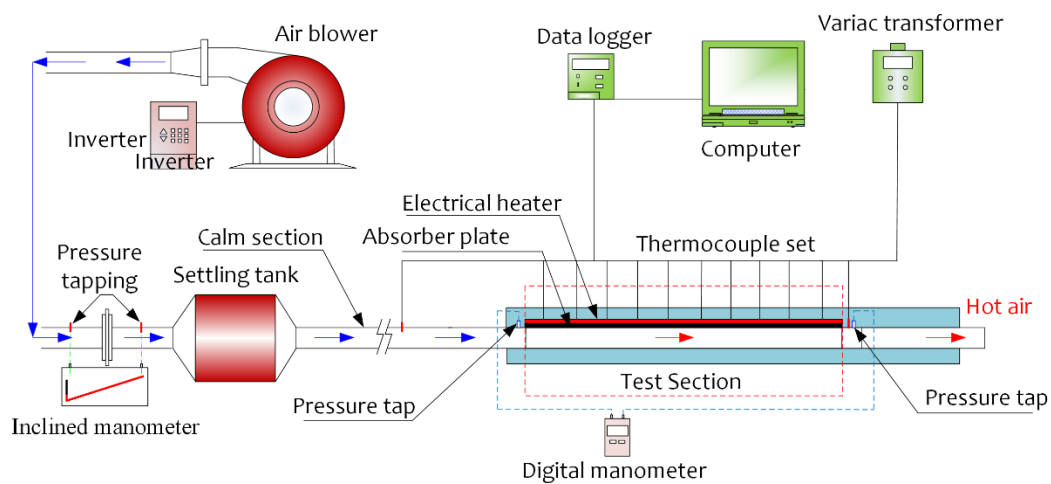 Air blower
Data logger
Variac transformer
Inverter
Inverter
Computer
Electrical heater
Absorber plate
Thermocouple set
Calm section
Pressure
tapping
Settling tank
Hot air
Test Section
Pressure tap
Pressure tap
Inclined manometer
Digital manometer